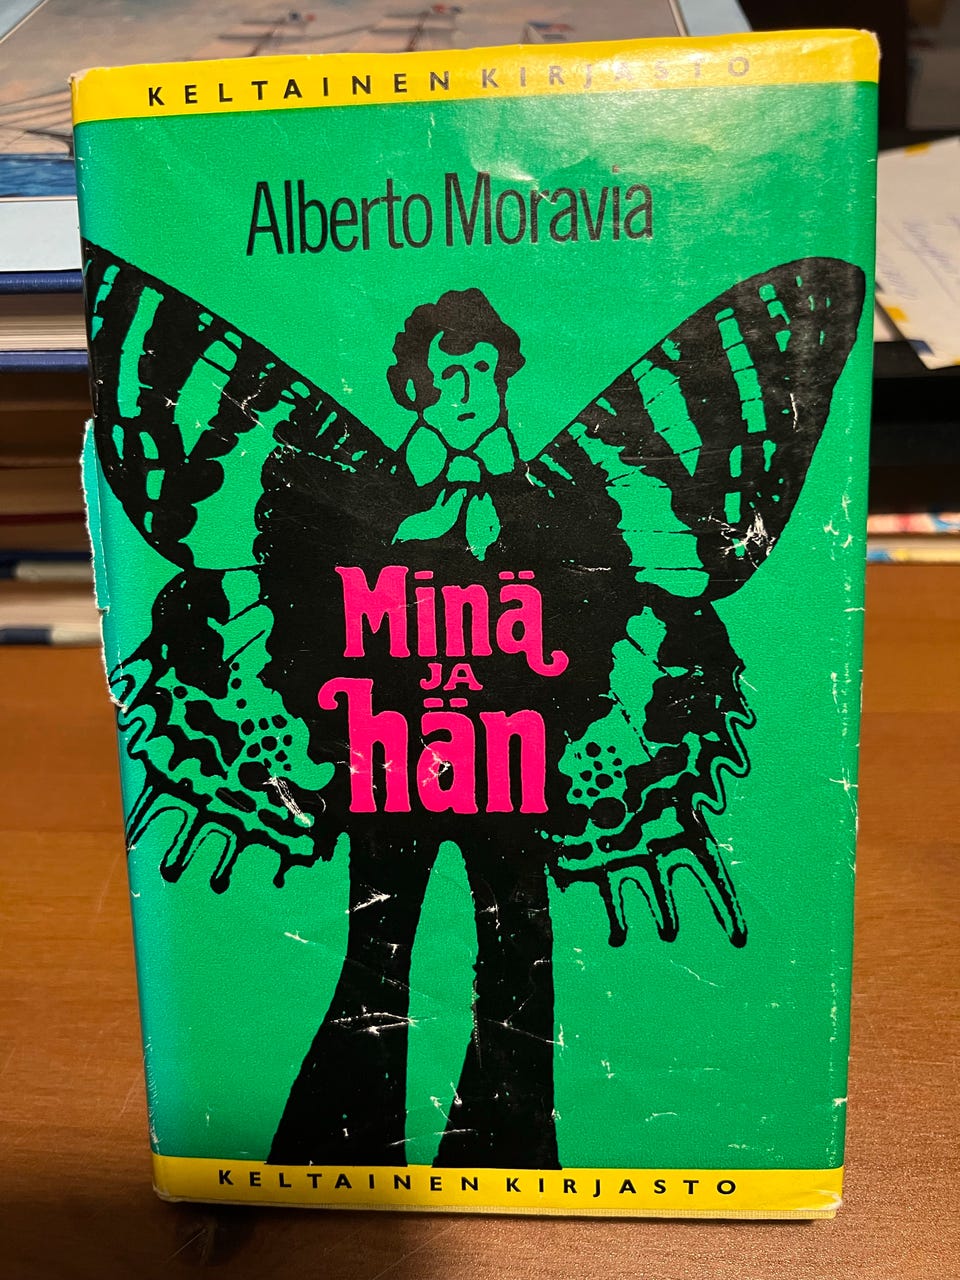 KELTAINEN KIRJASTO
Alberto Moravia
Minä
JA
hän
KELTAINEN KIRJASTO